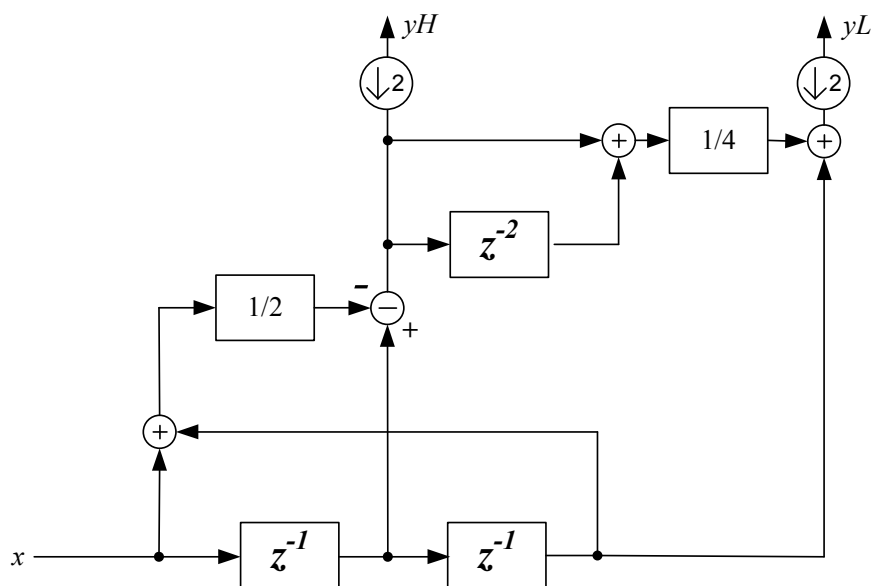 yH
yL
↓2
↓2
+
1/4
+
z⁻²
-
1/2
−
+
+
x
z⁻¹
z⁻¹